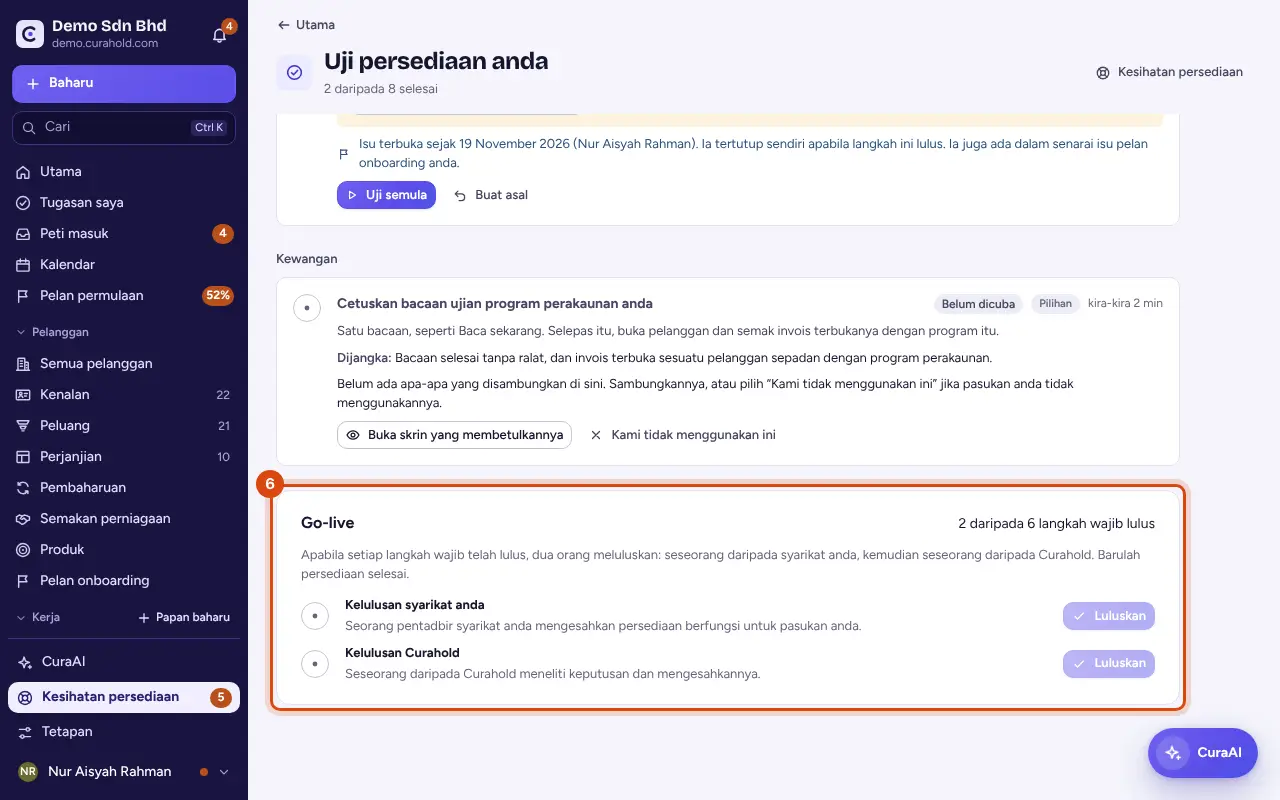 Demo Sdn Bhd
demo.curahold.com
4
Baharu
Cari
Ctrl K
Utama
Tugasan saya
Peti masuk
4
Kalendar
Pelan permulaan
52%
Pelanggan
Semua pelanggan
Kenalan
22
Peluang
21
Perjanjian
10
Pembaharuan
Semakan perniagaan
Produk
Pelan onboarding
Kerja
Papan baharu
CuraAI
Kesihatan persediaan
5
Tetapan
NR
Nur Aisyah Rahman
Utama
Uji persediaan anda
2 daripada 8 selesai
Kesihatan persediaan
Isu terbuka sejak 19 November 2026 (Nur Aisyah Rahman). Ia tertutup sendiri apabila langkah ini lulus. Ia juga ada dalam senarai isu pelan
onboarding anda.
Uji semula
Buat asal
Kewangan
Cetuskan bacaan ujian program perakaunan anda
Belum dicuba
Pilihan
kira-kira 2 min
Satu bacaan, seperti Baca sekarang. Selepas itu, buka pelanggan dan semak invois terbukanya dengan program itu.
Dijangka: Bacaan selesai tanpa ralat, dan invois terbuka sesuatu pelanggan sepadan dengan program perakaunan.
Belum ada apa-apa yang disambungkan di sini. Sambungkannya, atau pilih “Kami tidak menggunakan ini” jika pasukan anda tidak
menggunakannya.
Buka skrin yang membetulkannya
Kami tidak menggunakan ini
6
Go-live
2 daripada 6 langkah wajib lulus
Apabila setiap langkah wajib telah lulus, dua orang meluluskan: seseorang daripada syarikat anda, kemudian seseorang daripada Curahold. Barulah
persediaan selesai.
Kelulusan syarikat anda
Seorang pentadbir syarikat anda mengesahkan persediaan berfungsi untuk pasukan anda.
Luluskan
Kelulusan Curahold
Seseorang daripada Curahold meneliti keputusan dan mengesahkannya.
Luluskan
CuraAI